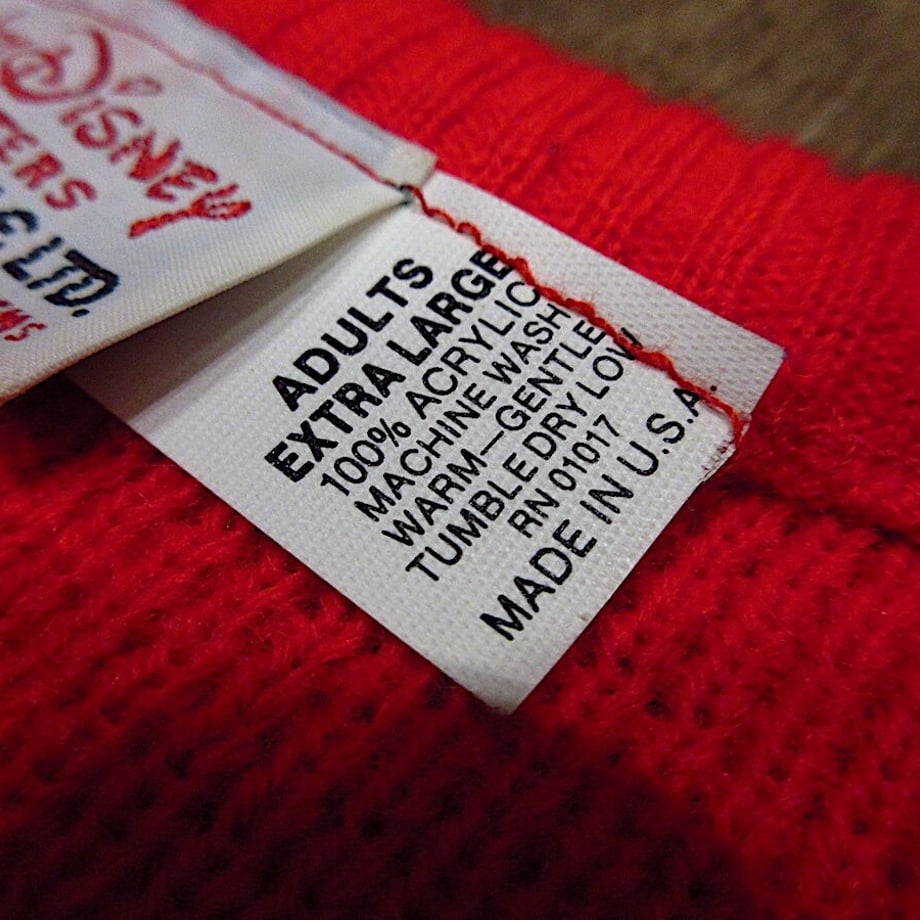 DISNEY
LTD.
ADULTS
EXTRA LARGE
100% ACRYLIC
MACHINE WASH
WARM—GENTLE
TUMBLE DRY LOW
RN 01017
MADE IN U.S.A.